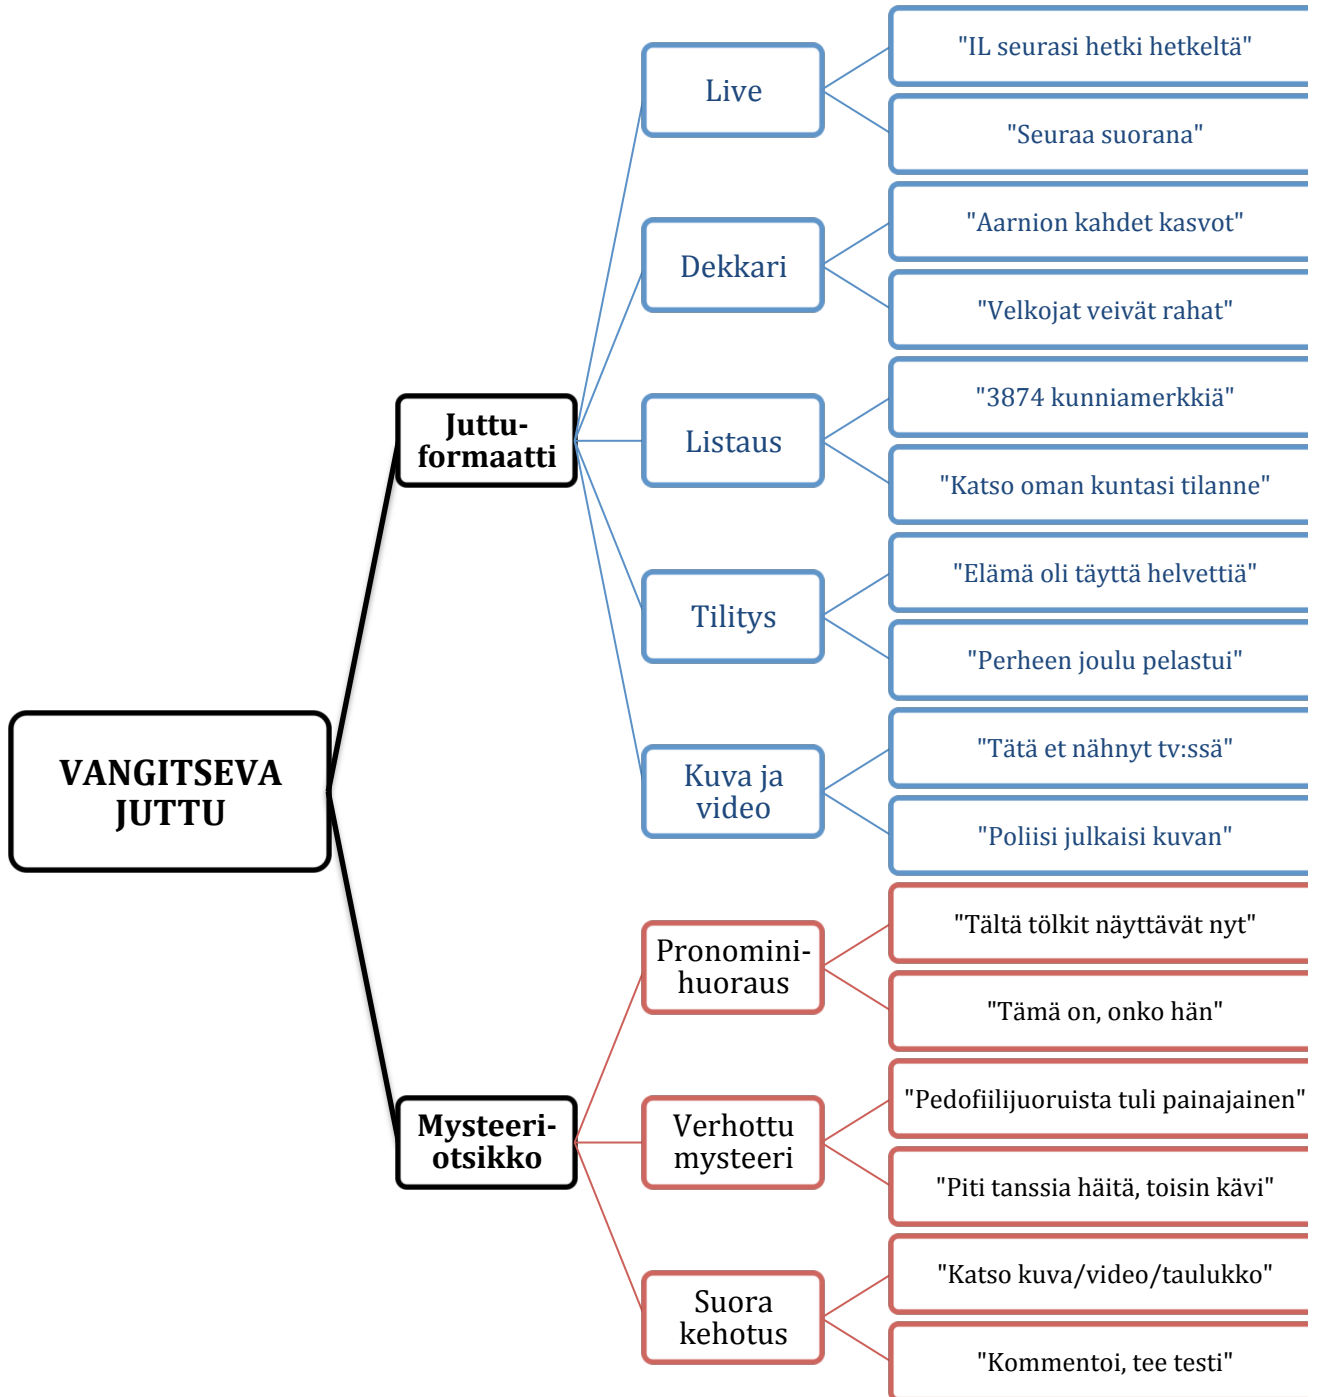 VANGITSEVA
JUTTU
Juttu-
formaatti
Live
"IL seurasi hetki hetkeltä"
"Seuraa suorana"
Dekkari
"Aarnion kahdet kasvot"
"Velkojat veivät rahat"
Listaus
"3874 kunniamerkkiä"
"Katso oman kuntasi tilanne"
Tilitys
"Elämä oli täyttä helvettiä"
"Perheen joulu pelastui"
Kuva ja
video
"Tätä et nähnyt tv:ssä"
"Poliisi julkaisi kuvan"
Mysteeri-
otsikko
Pronomini-
huoraus
"Tältä tölkit näyttävät nyt"
"Tämä on, onko hän"
Verhottu
mysteeri
"Pedofiilijuoruista tuli painajainen"
"Piti tanssia häitä, toisin kävi"
Suora
kehotus
"Katso kuva/video/taulukko"
"Kommentoi, tee testi"